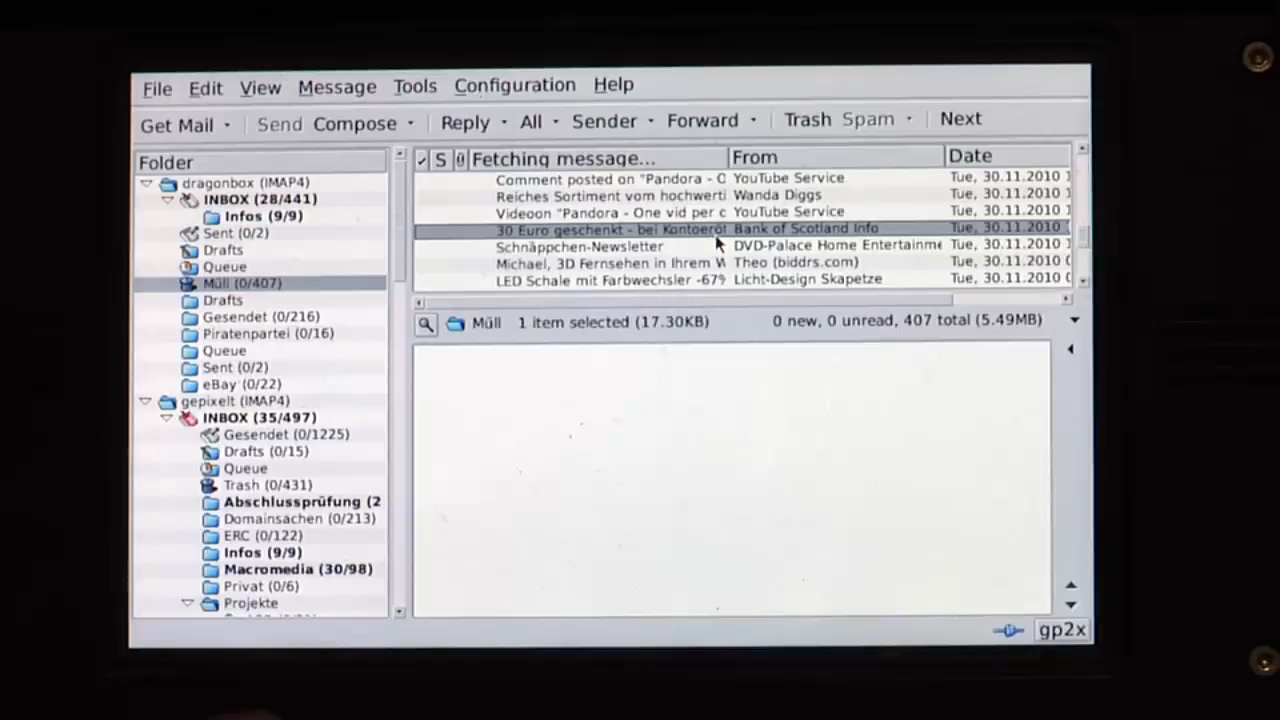 File Edit View Message Tools Configuration Help
Get Mail Send Compose Reply All Sender Forward Trash Spam Next
Folder
dragonbox (IMAP4)
INBOX (28/441)
Infos (9/9)
Sent (0/2)
Drafts
Queue
Müll (0/407)
Drafts
Gesendet (0/216)
Piratenpartei (0/16)
Queue
Sent (0/2)
eBay (0/22)
gepixelt (IMAP4)
INBOX (35/497)
Gesendet (0/1225)
Drafts (0/15)
Queue
Trash (0/431)
Abschlussprüfung (2
Domainsachen (0/213)
ERC (0/122)
Infos (9/9)
Macromedia (30/98)
Privat (0/6)
Projekte
S Fetching message... From Date
Comment posted on "Pandora - O YouTube Service Tue, 30.11.2010 1
Reiches Sortiment vom hochwerti Wanda Diggs Tue, 30.11.2010 1
Videoon "Pandora - One vid per c YouTube Service Tue, 30.11.2010 1
30 Euro geschenkt - bei Kontoeröf Bank of Scotland Info Tue, 30.11.2010
Schnäppchen-Newsletter DVD-Palace Home Entertainme Tue, 30.11.2010
Michael, 3D Fernsehen in Ihrem W Theo (biddrs.com) Tue, 30.11.2010 0
LED Schale mit Farbwechsler -67% Licht-Design Skapetze Tue, 30.11.2010 0
Müll 1 item selected (17.30KB) 0 new, 0 unread, 407 total (5.49MB)
gp2x